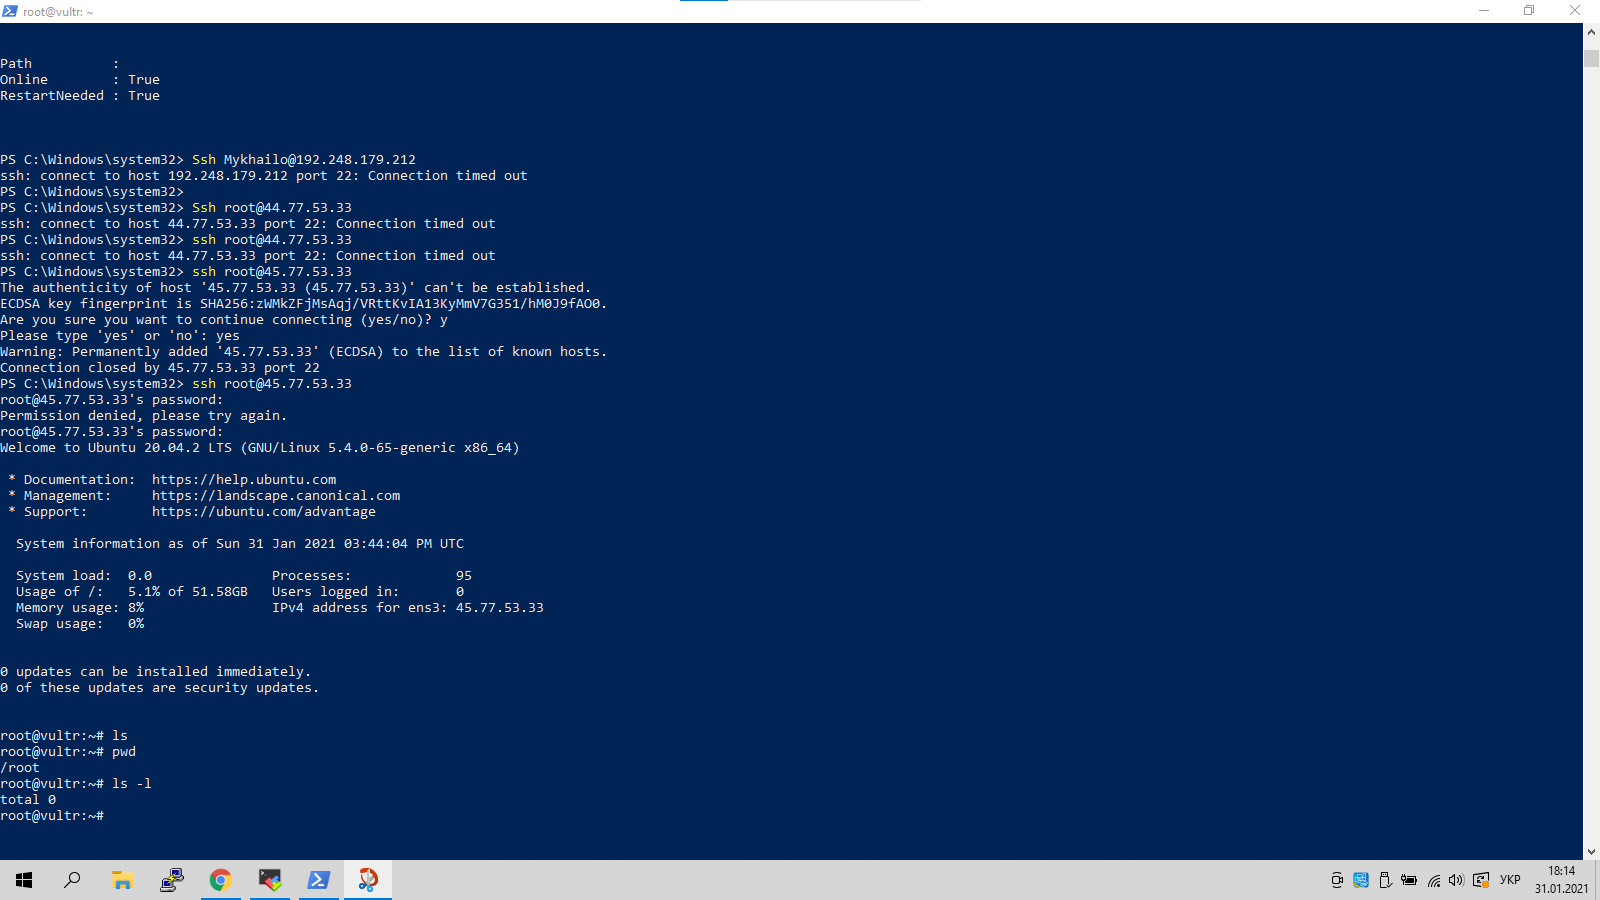 root@vultr: ~
Path          :
Online        : True
RestartNeeded : True
PS C:\Windows\system32> Ssh Mykhailo@192.248.179.212
ssh: connect to host 192.248.179.212 port 22: Connection timed out
PS C:\Windows\system32>
PS C:\Windows\system32> Ssh root@44.77.53.33
ssh: connect to host 44.77.53.33 port 22: Connection timed out
PS C:\Windows\system32> ssh root@44.77.53.33
ssh: connect to host 44.77.53.33 port 22: Connection timed out
PS C:\Windows\system32> ssh root@45.77.53.33
The authenticity of host '45.77.53.33 (45.77.53.33)' can't be established.
ECDSA key fingerprint is SHA256:zWMkZFjMsAqj/VRttKvIA13KyMmV7G351/hM0J9fAO0.
Are you sure you want to continue connecting (yes/no)? y
Please type 'yes' or 'no': yes
Warning: Permanently added '45.77.53.33' (ECDSA) to the list of known hosts.
Connection closed by 45.77.53.33 port 22
PS C:\Windows\system32> ssh root@45.77.53.33
root@45.77.53.33's password:
Permission denied, please try again.
root@45.77.53.33's password:
Welcome to Ubuntu 20.04.2 LTS (GNU/Linux 5.4.0-65-generic x86_64)
 * Documentation:  https://help.ubuntu.com
 * Management:     https://landscape.canonical.com
 * Support:        https://ubuntu.com/advantage
  System information as of Sun 31 Jan 2021 03:44:04 PM UTC
  System load:  0.0               Processes:             95
  Usage of /:   5.1% of 51.58GB   Users logged in:       0
  Memory usage: 8%                IPv4 address for ens3: 45.77.53.33
  Swap usage:   0%
0 updates can be installed immediately.
0 of these updates are security updates.
root@vultr:~# ls
root@vultr:~# pwd
/root
root@vultr:~# ls -l
total 0
root@vultr:~#
УКР
18:14
31.01.2021